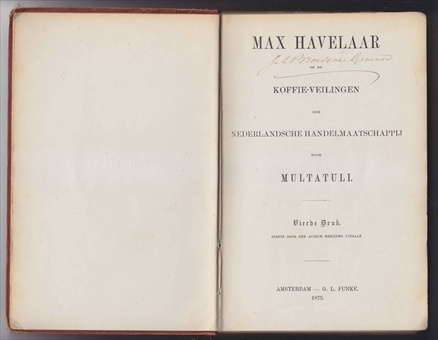 MAX HAVELAAR
OF DE
KOFFIE-VEILINGEN
DER
NEDERLANDSCHE HANDELMAATSCHAPPIJ
DOOR
MULTATULI.
Vierde Druk,
EERSTE DOOR DEN AUTEUR HERZIENE UITGAAF.
AMSTERDAM — G. L. FUNKE.
1875.